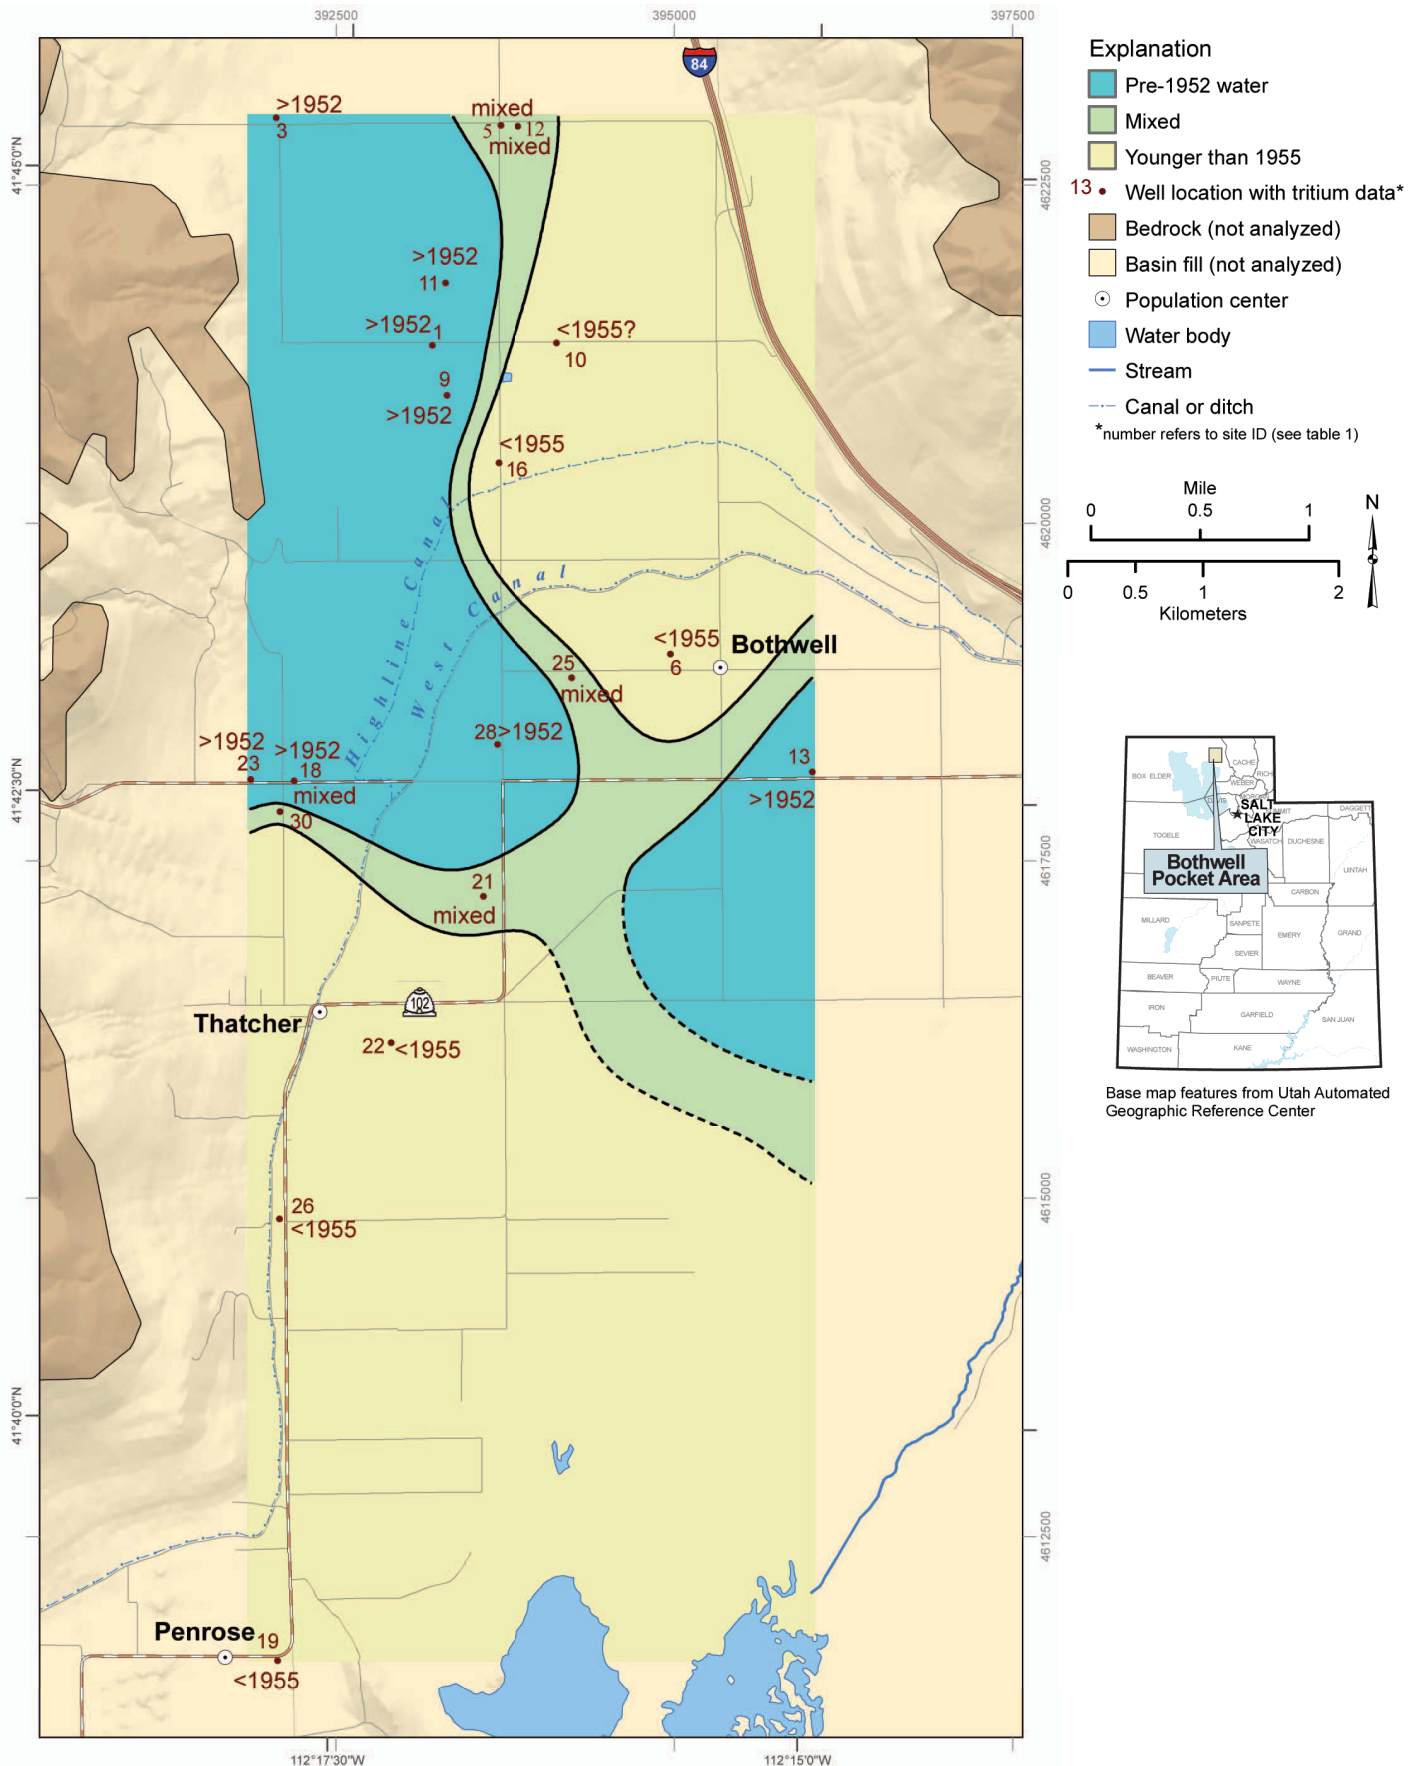 392500
395000
397500
84
>1952
3
mixed
5
12
mixed
>1952
11
>1952
1
<1955?
10
9
>1952
<1955
16
Highline Canal
West Canal
<1955
6
Bothwell
25
mixed
28
>1952
>1952
23
>1952
18
mixed
30
13
>1952
21
mixed
102
Thatcher
22
<1955
26
<1955
Penrose
19
<1955
41°45'0"N
41°42'30"N
41°40'0"N
4622500
4620000
4617500
4615000
4612500
112°17'30"W
112°15'0"W
Explanation
Pre-1952 water
Mixed
Younger than 1955
13
Well location with tritium data*
Bedrock (not analyzed)
Basin fill (not analyzed)
Population center
Water body
Stream
Canal or ditch
*number refers to site ID (see table 1)
Mile
0 0.5 1
0 0.5 1 2
Kilometers
N
BOX ELDER
CACHE
RICH
WEBER
SALT
LAKE
CITY
DAGGETT
TOOELE
WASATCH
DUCHESNE
UINTAH
Bothwell
Pocket Area
CARBON
MILLARD
SANPETE
EMERY
GRAND
SEVIER
BEAVER
PIUTE
WAYNE
IRON
GARFIELD
SAN JUAN
WASHINGTON
KANE
Base map features from Utah Automated
Geographic Reference Center